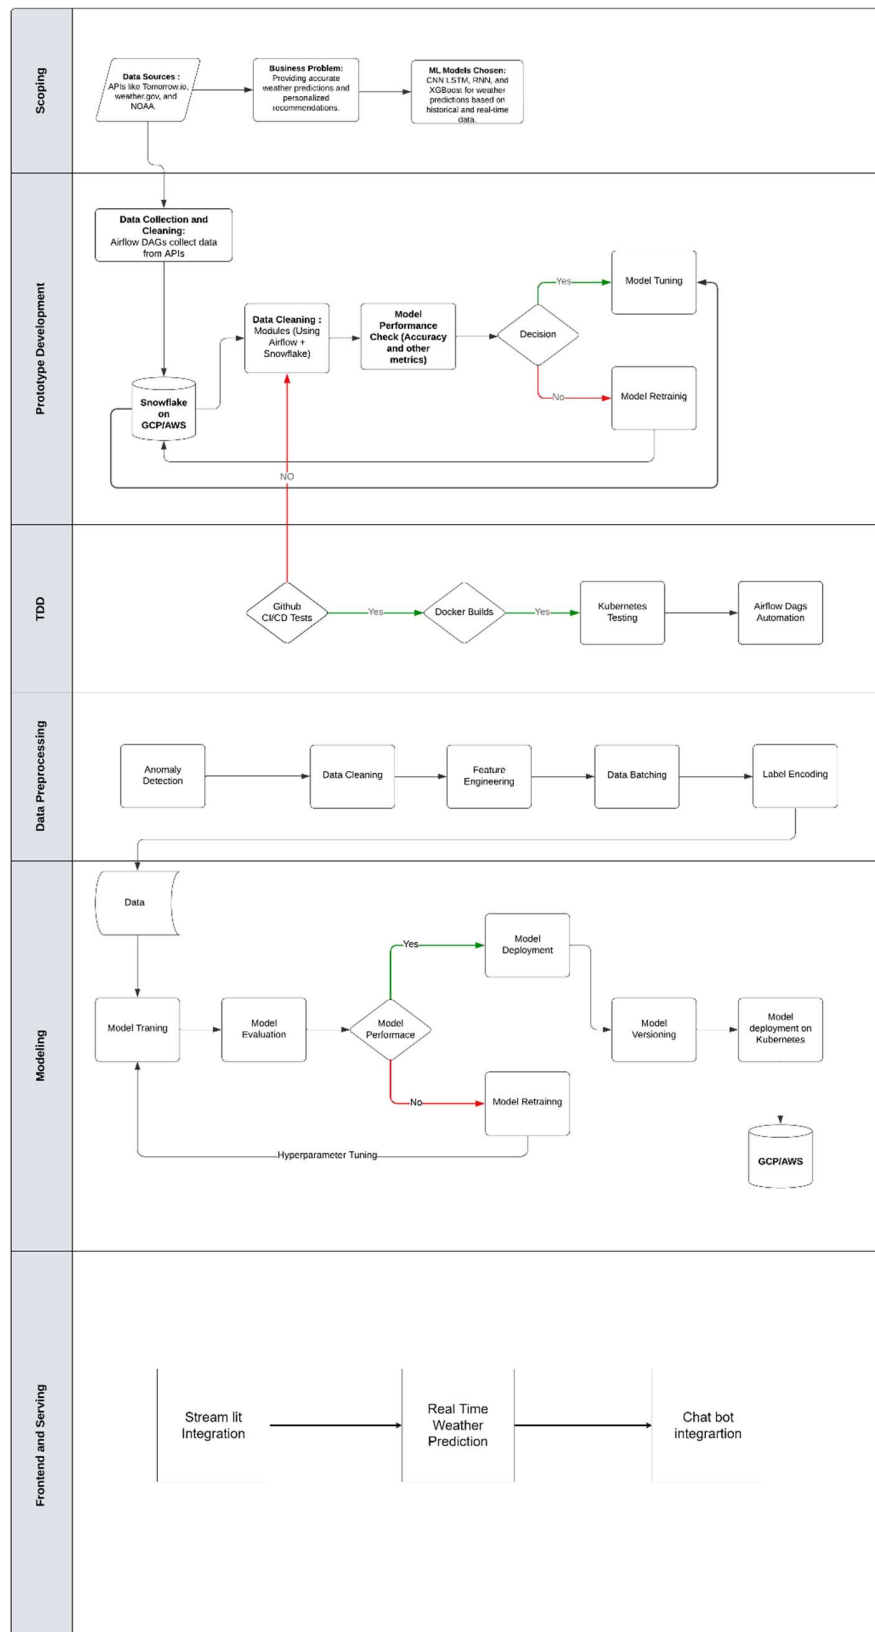 Scoping
Data Sources :
APIs like Tomorrow.io,
weather.gov, and
NOAA.
Business Problem:
Providing accurate
weather predictions and
personalized
recommendations.
ML Models Chosen:
CNN LSTM, RNN, and
XGBoost for weather
predictions based on
historical and real-time
data.
Prototype Development
Data Collection and
Cleaning:
Airflow DAGs collect data
from APIs
Snowflake
on
GCP/AWS
Data Cleaning :
Modules (Using
Airflow +
Snowflake)
Model
Performance
Check (Accuracy
and other
metrics)
Decision
Yes
Model Tuning
No
Model Retrainig
NO
TDD
Github
CI/CD Tests
Yes
Docker Builds
Yes
Kubernetes
Testing
Airflow Dags
Automation
Data Preprocessing
Anomaly
Detection
Data Cleaning
Feature
Engineering
Data Batching
Label Encoding
Modeling
Data
Model Traning
Model
Evaluation
Model
Performace
Yes
Model
Deployment
No
Model Retrainng
Hyperparameter Tuning
Model
Versioning
Model
deployment on
Kubernetes
GCP/AWS
Frontend and Serving
Stream lit
Integration
Real Time
Weather
Prediction
Chat bot
integrartion